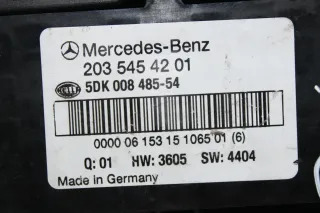 Mercedes-Benz
203 545 42 01
HELLA
5DK 008 485-54
0000 06 153 15 1065 01 (6)
Q: 01 HW: 3605 SW: 4404
Made in Germany